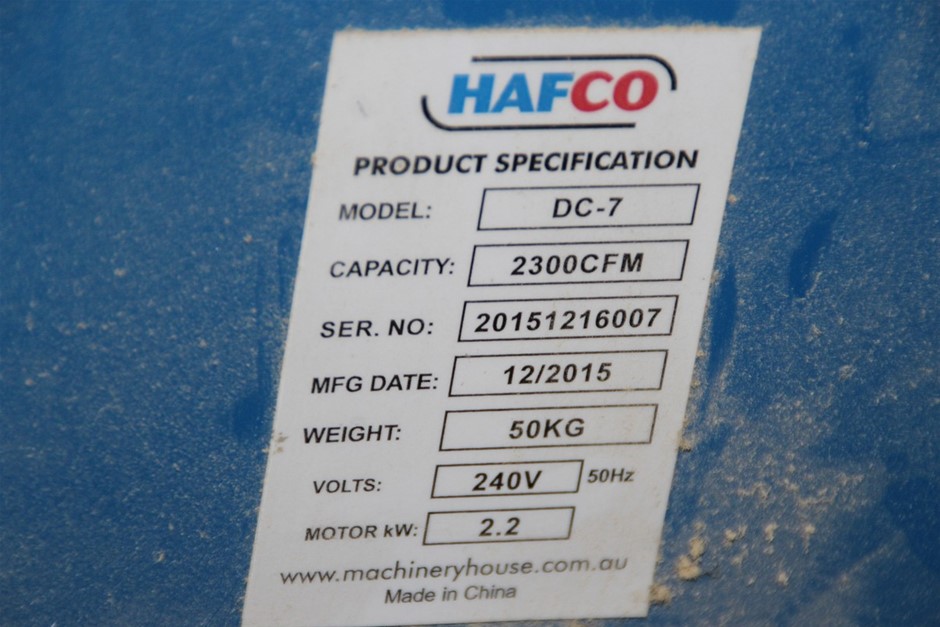 HAFCO
PRODUCT SPECIFICATION
MODEL: DC-7
CAPACITY: 2300CFM
SER. NO: 20151216007
MFG DATE: 12/2015
WEIGHT: 50KG
VOLTS: 240V 50Hz
MOTOR kW: 2.2
www.machineryhouse.com.au
Made in China